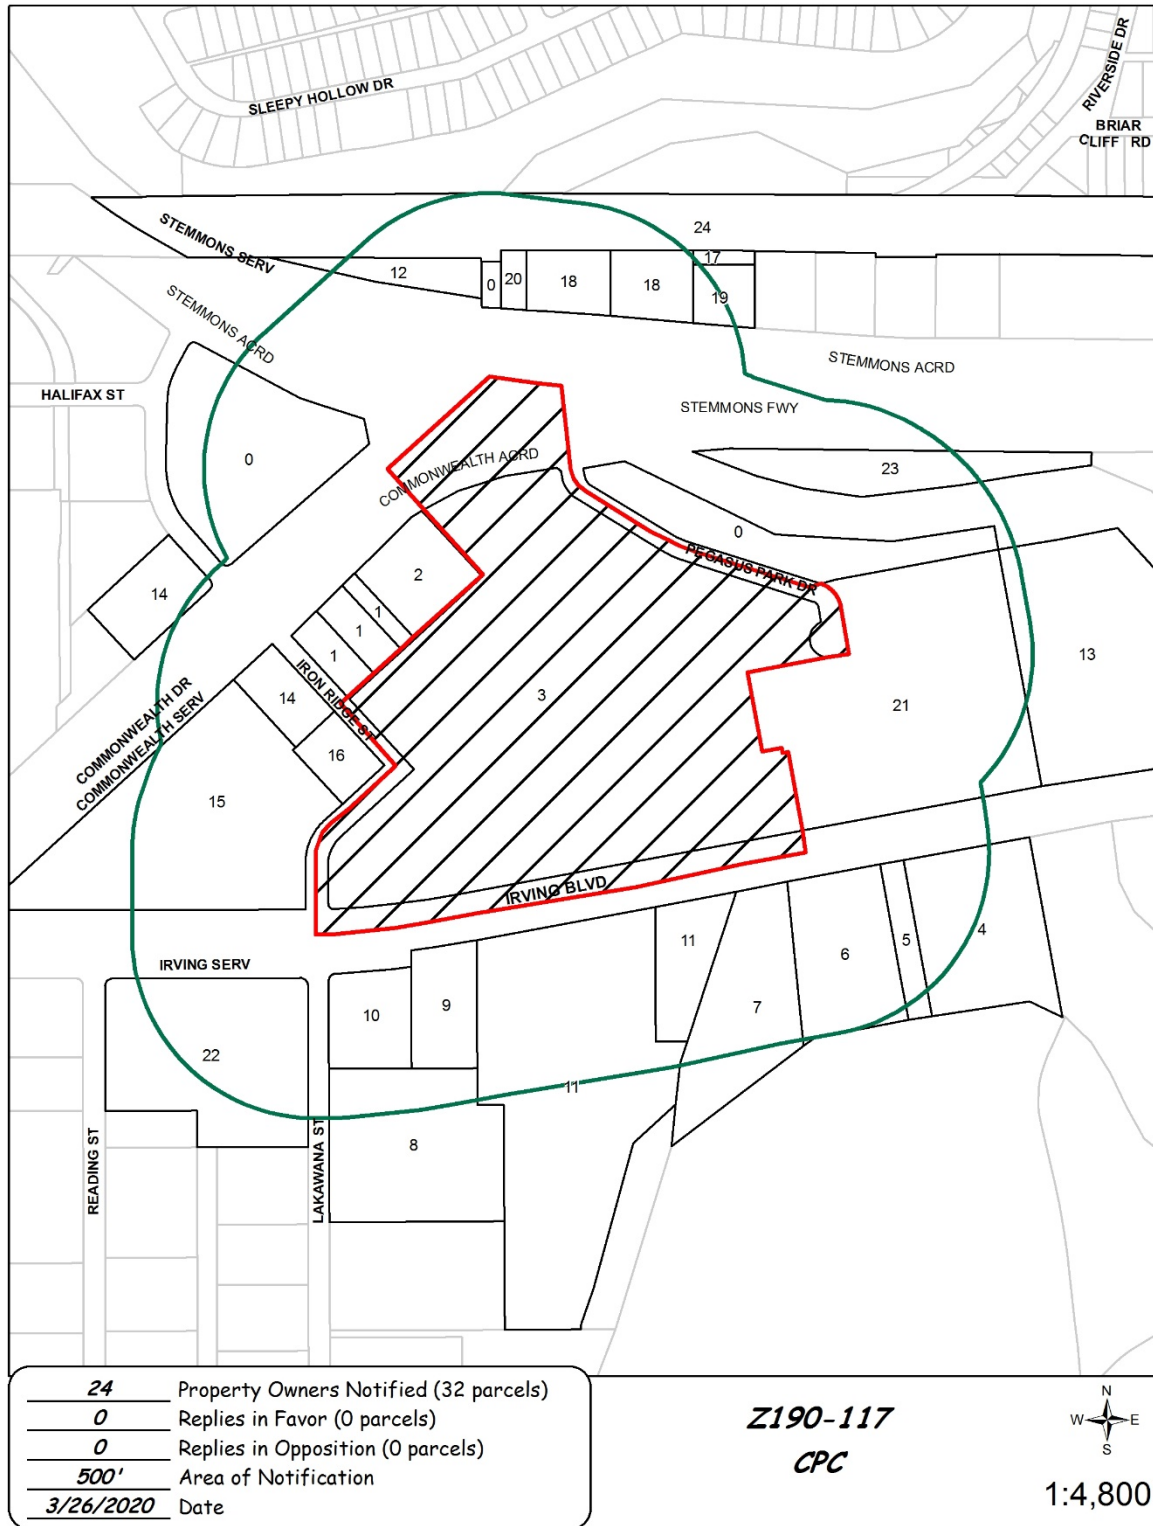 SLEEPY HOLLOW DR
RIVERSIDE DR
BRIAR
CLIFF RD
STEMMONS SERV
24
12
0
20
18
18
17
19
STEMMONS ACRD
STEMMONS ACRD
HALIFAX ST
STEMMONS FWY
0
COMMONWEALTH ACRD
23
0
PEGASUS PARK DR
2
14
1
1
1
IRON RIDGE ST
13
3
21
14
COMMONWEALTH DR
COMMONWEALTH SERV
16
15
IRVING BLVD
11
6
5
4
IRVING SERV
10
9
7
22
11
8
READING ST
LAKAWANA ST
24 Property Owners Notified (32 parcels)
0 Replies in Favor (0 parcels)
0 Replies in Opposition (0 parcels)
500' Area of Notification
3/26/2020 Date
Z190-117
CPC
N
W E
S
1:4,800